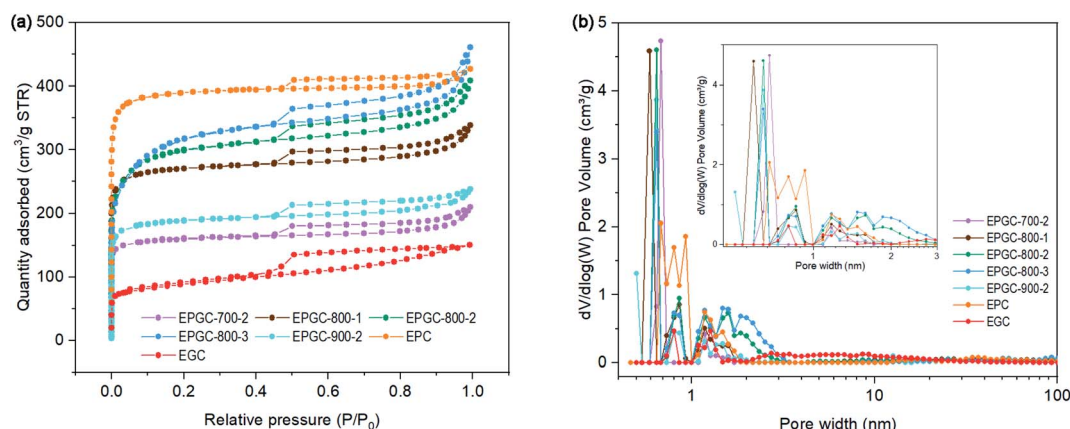 (a)
500
400
300
200
100
0
Quantity adsorbed (cm³/g STR)
EPGC-700-2 EPGC-800-1 EPGC-800-2
EPGC-800-3 EPGC-900-2 EPC
EGC
0.0 0.2 0.4 0.6 0.8 1.0
Relative pressure (P/P₀)
(b)
5
4
3
2
1
0
dV/dlog(W) Pore Volume (cm³/g)
4
3
2
1
0
dV/dlog(W) Pore Volume (cm³/g)
1 2 3
Pore width (nm)
EPGC-700-2
EPGC-800-1
EPGC-800-2
EPGC-800-3
EPGC-900-2
EPC
EGC
1 10 100
Pore width (nm)